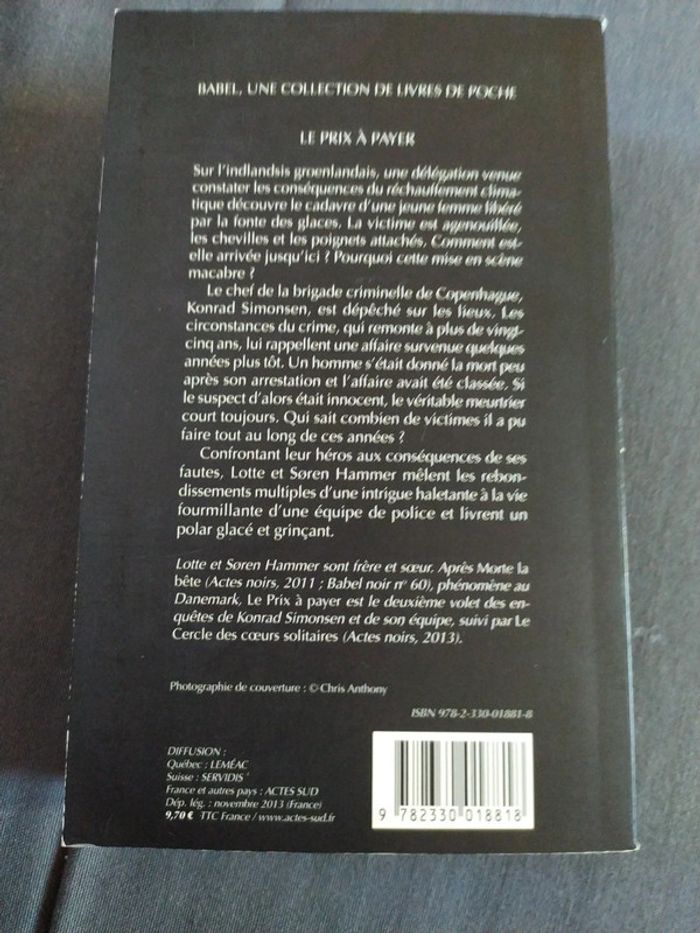 BABEL, UNE COLLECTION DE LIVRES DE POCHE
LE PRIX À PAYER
Sur l'indlandsis groenlandais, une délégation venue
constater les conséquences du réchauffement clima-
tique découvre le cadavre d'une jeune femme libéré
par la fonte des glaces. La victime est agenouillée,
les chevilles et les poignets attachés. Comment est-
elle arrivée jusqu'ici ? Pourquoi cette mise en scène
macabre ?
Le chef de la brigade criminelle de Copenhague,
Konrad Simonsen, est dépêché sur les lieux. Les
circonstances du crime, qui remonte à plus de vingt-
cinq ans, lui rappellent une affaire survenue quelques
années plus tôt. Un homme s'était donné la mort peu
après son arrestation et l'affaire avait été classée. Si
le suspect d'alors était innocent, le véritable meurtrier
court toujours. Qui sait combien de victimes il a pu
faire tout au long de ces années ?
Confrontant leur héros aux conséquences de ses
fautes, Lotte et Søren Hammer mêlent les rebon-
dissements multiples d'une intrigue haletante à la vie
fourmillante d'une équipe de police et livrent un
polar glacé et grinçant.
Lotte et Søren Hammer sont frère et sœur. Après Morte la
bête (Actes noirs, 2011 ; Babel noir n° 60), phénomène au
Danemark, Le Prix à payer est le deuxième volet des en-
quêtes de Konrad Simonsen et de son équipe, suivi par Le
Cercle des cœurs solitaires (Actes noirs, 2013).
Photographie de couverture : © Chris Anthony
ISBN 978-2-330-01881-8
DIFFUSION :
Québec : LEMÉAC
Suisse : SERVIDIS
France et autres pays : ACTES SUD
Dép. lég. : novembre 2013 (France)
9,70 € TTC France / www.actes-sud.fr
9 782330 018818